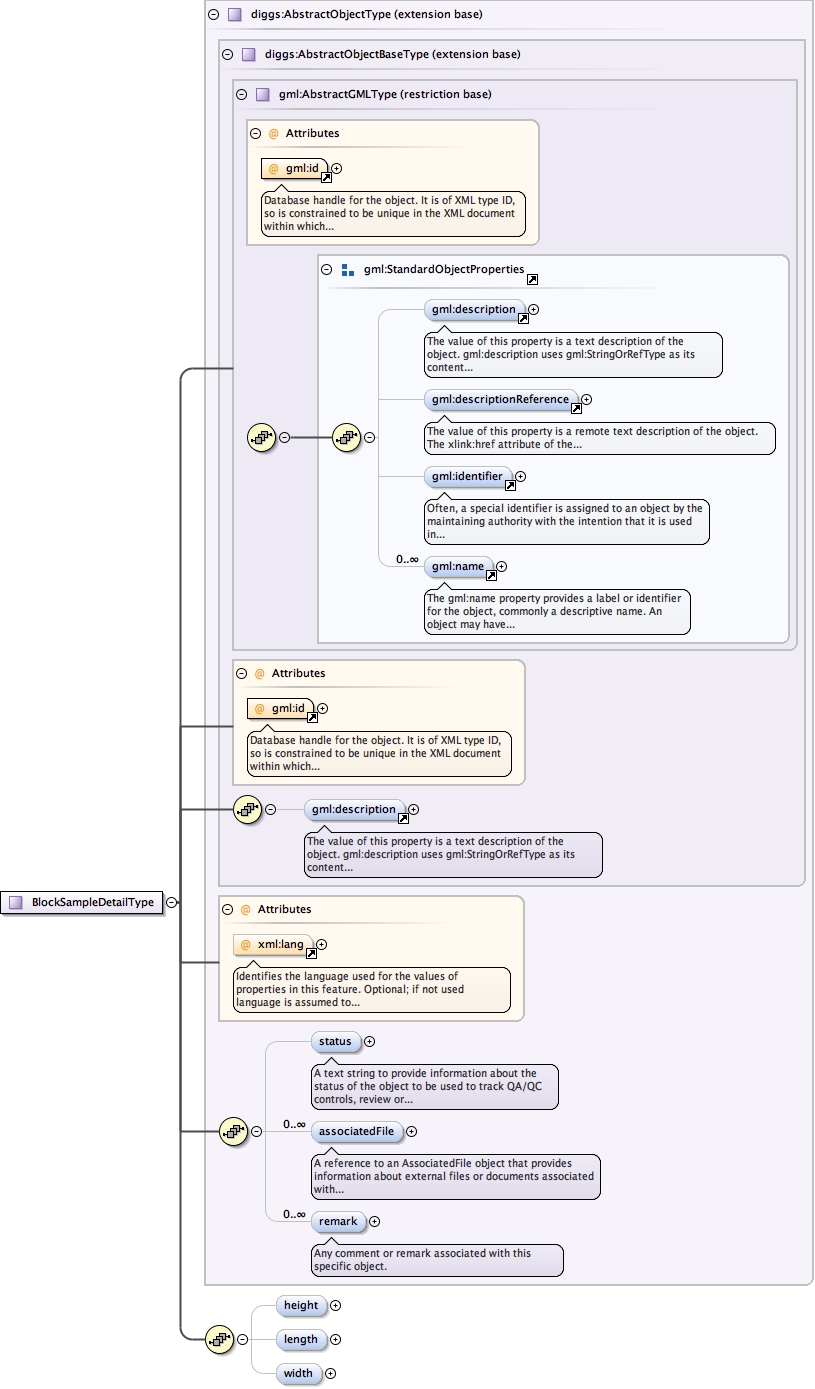 diggs:AbstractObjectType (extension base)
diggs:AbstractObjectBaseType (extension base)
gml:AbstractGMLType (restriction base)
@ Attributes
@ gml:id
Database handle for the object. It is of XML type ID,
so is constrained to be unique in the XML document
within which...
gml:StandardObjectProperties
gml:description
The value of this property is a text description of the
object. gml:description uses gml:StringOrRefType as its
content...
gml:descriptionReference
The value of this property is a remote text description of the object.
The xlink:href attribute of the...
gml:identifier
Often, a special identifier is assigned to an object by the
maintaining authority with the intention that it is used
in...
0..∞
gml:name
The gml:name property provides a label or identifier
for the object, commonly a descriptive name. An
object may have...
@ Attributes
@ gml:id
Database handle for the object. It is of XML type ID,
so is constrained to be unique in the XML document
within which...
gml:description
The value of this property is a text description of the
object. gml:description uses gml:StringOrRefType as its
content...
BlockSampleDetailType
@ Attributes
@ xml:lang
Identifies the language used for the values of
properties in this feature. Optional; if not used
language is assumed to...
status
A text string to provide information about the
status of the object to be used to track QA/QC
controls, review or...
0..∞
associatedFile
A reference to an AssociatedFile object that provides
information about external files or documents associated
with...
0..∞
remark
Any comment or remark associated with this
specific object.
height
length
width